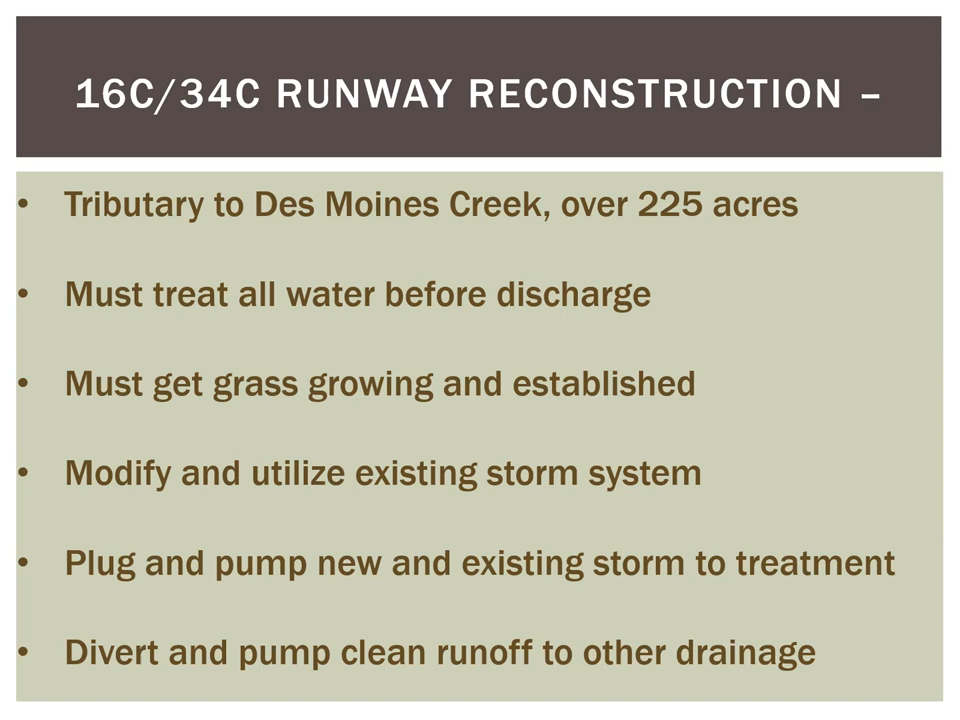 16C/34C RUNWAY RECONSTRUCTION –
• Tributary to Des Moines Creek, over 225 acres
• Must treat all water before discharge
• Must get grass growing and established
• Modify and utilize existing storm system
• Plug and pump new and existing storm to treatment
• Divert and pump clean runoff to other drainage